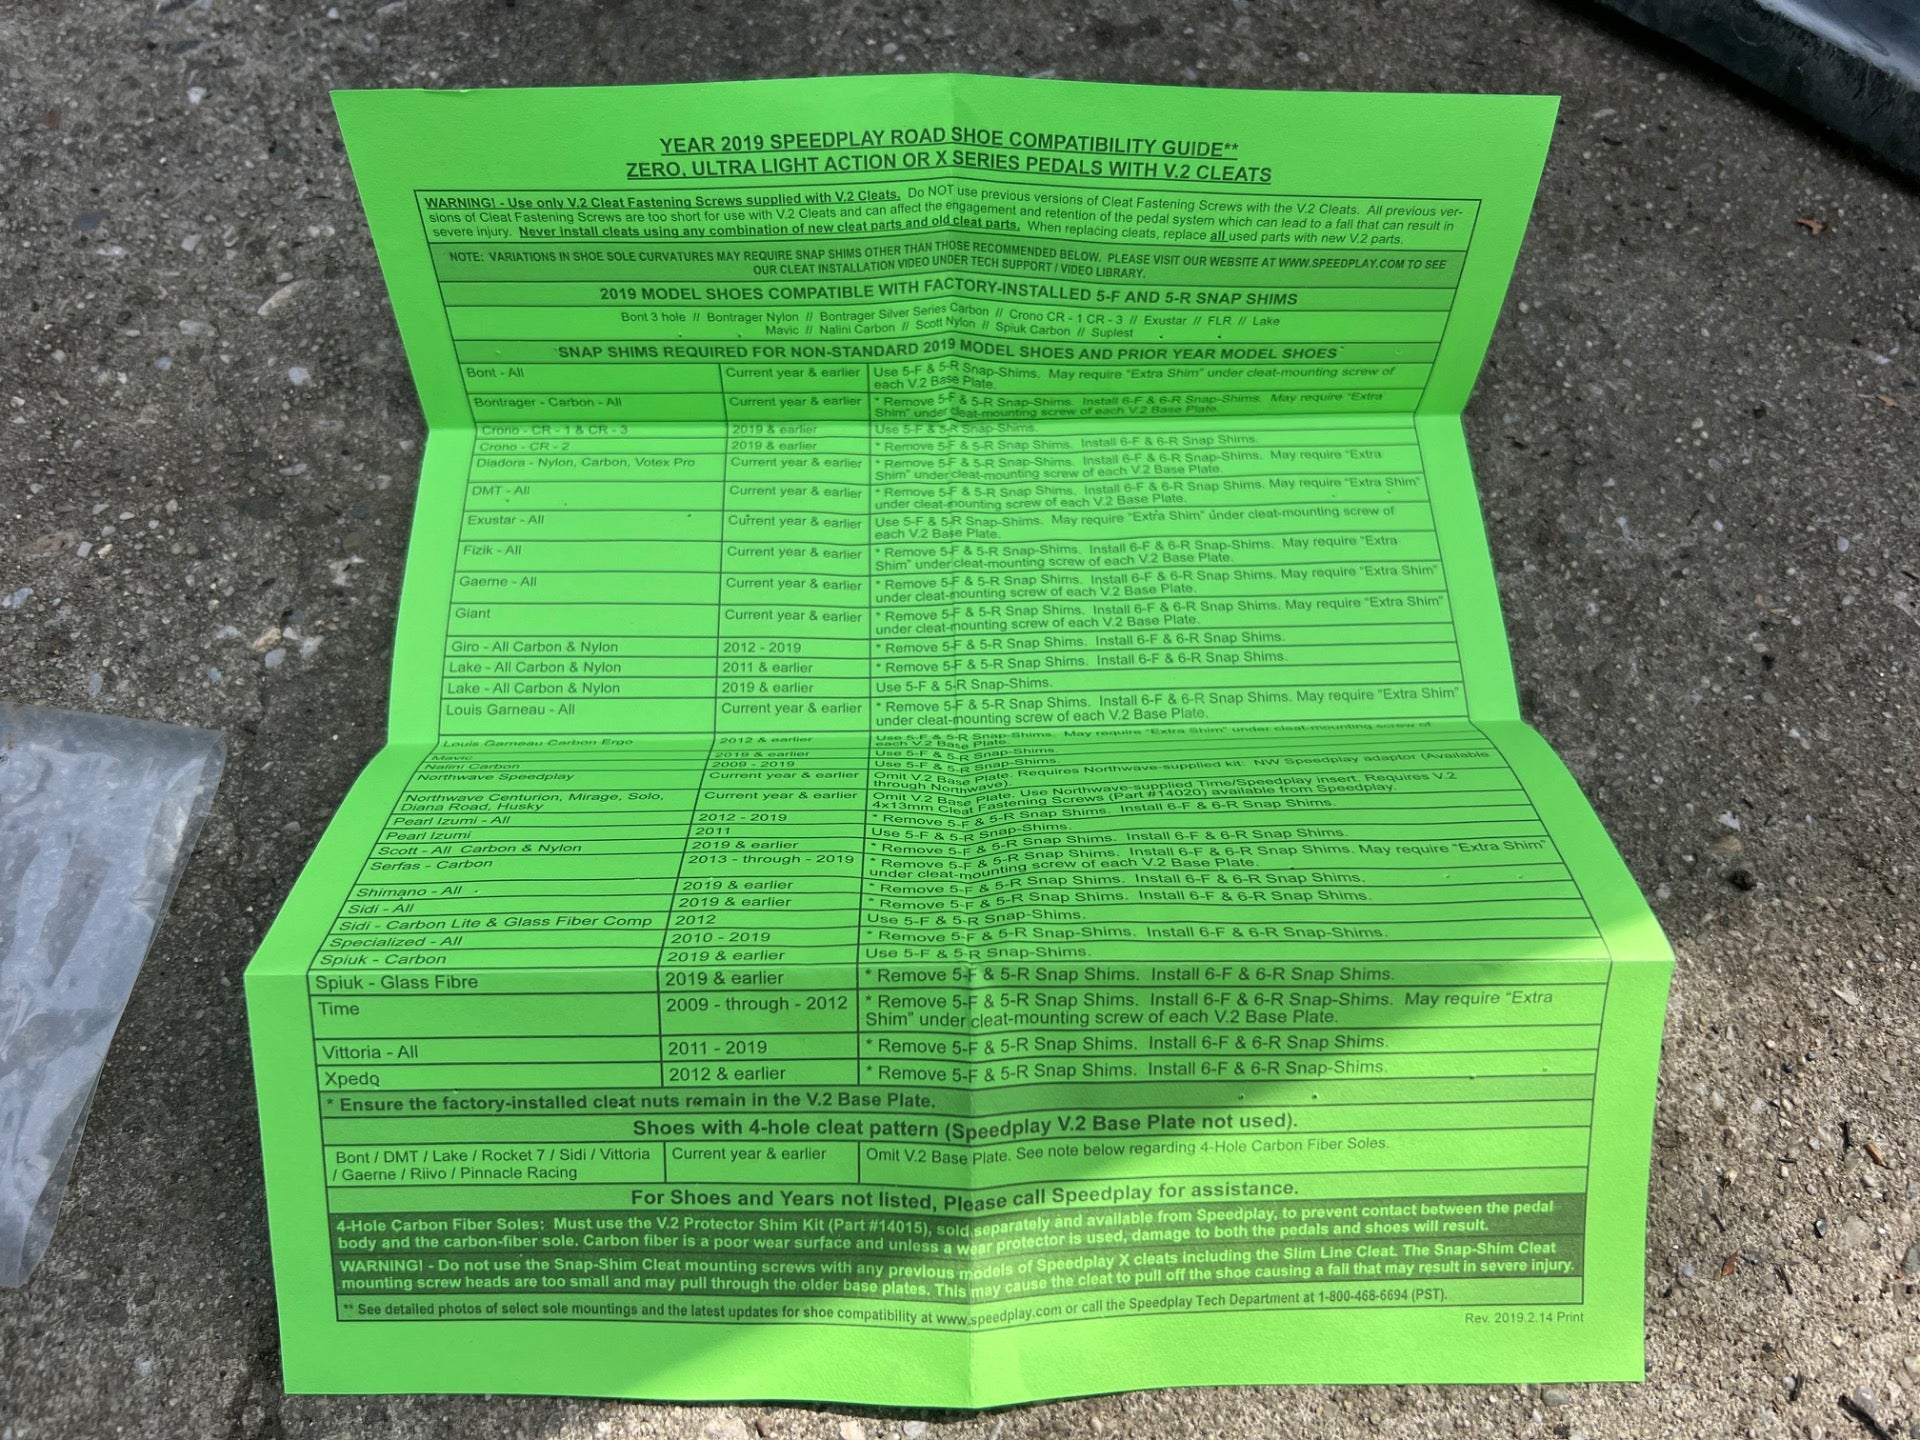 YEAR 2019 SPEEDPLAY ROAD SHOE COMPATIBILITY GUIDE**
ZERO, ULTRA LIGHT ACTION OR X SERIES PEDALS WITH V.2 CLEATS
WARNING! - Use only V.2 Cleat Fastening Screws supplied with V.2 Cleats. Do NOT use previous versions of Cleat Fastening Screws with the V.2 Cleats. All previous ver-
sions of Cleat Fastening Screws are too short for use with V.2 Cleats and can affect the engagement and retention of the pedal system which can lead to a fall that can result in
severe injury. Never install cleats using any combination of new cleat parts and old cleat parts. When replacing cleats, replace all used parts with new V.2 parts.
NOTE: VARIATIONS IN SHOE SOLE CURVATURES MAY REQUIRE SNAP SHIMS OTHER THAN THOSE RECOMMENDED BELOW. PLEASE VISIT OUR WEBSITE AT WWW.SPEEDPLAY.COM TO SEE
OUR CLEAT INSTALLATION VIDEO UNDER TECH SUPPORT / VIDEO LIBRARY.
2019 MODEL SHOES COMPATIBLE WITH FACTORY-INSTALLED 5-F AND 5-R SNAP SHIMS
Bont 3 hole // Bontrager Nylon // Bontrager Silver Series Carbon // Crono CR - 1 CR - 3 // Exustar // FLR // Lake
Mavic // Nalini Carbon // Scott Nylon // Spiuk Carbon // Suplest
SNAP SHIMS REQUIRED FOR NON-STANDARD 2019 MODEL SHOES AND PRIOR YEAR MODEL SHOES
Bont - All Current year & earlier Use 5-F & 5-R Snap-Shims. May require "Extra Shim" under cleat-mounting screw of
each V.2 Base Plate.
Bontrager - Carbon - All Current year & earlier * Remove 5-F & 5-R Snap-Shims. Install 6-F & 6-R Snap-Shims. May require "Extra
Shim" under cleat-mounting screw of each V.2 Base Plate.
Crono - CR - 1 & CR - 3 2019 & earlier Use 5-F & 5-R Snap-Shims.
Crono - CR - 2 2019 & earlier * Remove 5-F & 5-R Snap Shims. Install 6-F & 6-R Snap Shims.
Diadora - Nylon, Carbon, Votex Pro Current year & earlier * Remove 5-F & 5-R Snap-Shims. Install 6-F & 6-R Snap-Shims. May require "Extra
Shim" under cleat-mounting screw of each V.2 Base Plate.
DMT - All Current year & earlier * Remove 5-F & 5-R Snap Shims. Install 6-F & 6-R Snap Shims. May require "Extra Shim"
under cleat-mounting screw of each V.2 Base Plate.
Exustar - All Current year & earlier Use 5-F & 5-R Snap-Shims. May require "Extra Shim" under cleat-mounting screw of
each V.2 Base Plate.
Fizik - All Current year & earlier * Remove 5-F & 5-R Snap-Shims. Install 6-F & 6-R Snap-Shims. May require "Extra
Shim" under cleat-mounting screw of each V.2 Base Plate.
Gaerne - All Current year & earlier * Remove 5-F & 5-R Snap Shims. Install 6-F & 6-R Snap Shims. May require "Extra Shim"
under cleat-mounting screw of each V.2 Base Plate.
Giant Current year & earlier * Remove 5-F & 5-R Snap Shims. Install 6-F & 6-R Snap Shims. May require "Extra Shim"
under cleat-mounting screw of each V.2 Base Plate.
Giro - All Carbon & Nylon 2012 - 2019 * Remove 5-F & 5-R Snap Shims. Install 6-F & 6-R Snap Shims.
Lake - All Carbon & Nylon 2011 & earlier * Remove 5-F & 5-R Snap Shims. Install 6-F & 6-R Snap Shims.
Lake - All Carbon & Nylon 2019 & earlier Use 5-F & 5-R Snap-Shims.
Louis Garneau - All Current year & earlier * Remove 5-F & 5-R Snap Shims. Install 6-F & 6-R Snap Shims. May require "Extra Shim"
under cleat-mounting screw of each V.2 Base Plate.
Louis Garneau Carbon Ergo 2012 & earlier Use 5-F & 5-R Snap-Shims. May require "Extra Shim" under cleat-mounting screw of
each V.2 Base Plate.
Mavic 2019 & earlier Use 5-F & 5-R Snap-Shims.
Nalini Carbon 2009 - 2019 Use 5-F & 5-R Snap-Shims.
Northwave Speedplay Current year & earlier Omit V.2 Base Plate. Requires Northwave-supplied kit: NW Speedplay adaptor (Available
through Northwave).
Northwave Centurion, Mirage, Solo, Current year & earlier Omit V.2 Base Plate. Use Northwave-supplied Time/Speedplay insert. Requires V.2
Diana Road, Husky 4x13mm Cleat Fastening Screws (Part #14020) available from Speedplay.
Pearl Izumi - All 2012 - 2019 * Remove 5-F & 5-R Snap Shims. Install 6-F & 6-R Snap Shims.
Pearl Izumi 2011 Use 5-F & 5-R Snap-Shims.
Scott - All Carbon & Nylon 2019 & earlier * Remove 5-F & 5-R Snap Shims. Install 6-F & 6-R Snap Shims.
Serfas - Carbon 2013 - through - 2019 * Remove 5-F & 5-R Snap Shims. Install 6-F & 6-R Snap Shims. May require "Extra Shim"
under cleat-mounting screw of each V.2 Base Plate.
Shimano - All 2019 & earlier * Remove 5-F & 5-R Snap Shims. Install 6-F & 6-R Snap Shims.
Sidi - All 2019 & earlier * Remove 5-F & 5-R Snap Shims. Install 6-F & 6-R Snap Shims.
Sidi - Carbon Lite & Glass Fiber Comp 2012 Use 5-F & 5-R Snap-Shims.
Specialized - All 2010 - 2019 * Remove 5-F & 5-R Snap-Shims. Install 6-F & 6-R Snap-Shims.
Spiuk - Carbon 2019 & earlier Use 5-F & 5-R Snap-Shims.
Spiuk - Glass Fibre 2019 & earlier * Remove 5-F & 5-R Snap Shims. Install 6-F & 6-R Snap Shims.
Time 2009 - through - 2012 * Remove 5-F & 5-R Snap Shims. Install 6-F & 6-R Snap-Shims. May require "Extra
Shim" under cleat-mounting screw of each V.2 Base Plate.
Vittoria - All 2011 - 2019 * Remove 5-F & 5-R Snap Shims. Install 6-F & 6-R Snap Shims.
Xpedo 2012 & earlier * Remove 5-F & 5-R Snap Shims. Install 6-F & 6-R Snap-Shims.
* Ensure the factory-installed cleat nuts remain in the V.2 Base Plate.
Shoes with 4-hole cleat pattern (Speedplay V.2 Base Plate not used).
Bont / DMT / Lake / Rocket 7 / Sidi / Vittoria Current year & earlier Omit V.2 Base Plate. See note below regarding 4-Hole Carbon Fiber Soles.
/ Gaerne / Riivo / Pinnacle Racing
For Shoes and Years not listed, Please call Speedplay for assistance.
4-Hole Carbon Fiber Soles: Must use the V.2 Protector Shim Kit (Part #14015), sold separately and available from Speedplay, to prevent contact between the pedal
body and the carbon-fiber sole. Carbon fiber is a poor wear surface and unless a wear protector is used, damage to both the pedals and shoes will result.
WARNING! - Do not use the Snap-Shim Cleat mounting screws with any previous models of Speedplay X cleats including the Slim Line Cleat. The Snap-Shim Cleat
mounting screw heads are too small and may pull through the older base plates. This may cause the cleat to pull off the shoe causing a fall that may result in severe injury.
** See detailed photos of select sole mountings and the latest updates for shoe compatibility at www.speedplay.com or call the Speedplay Tech Department at 1-800-468-6694 (PST).
Rev. 2019.2.14 Print